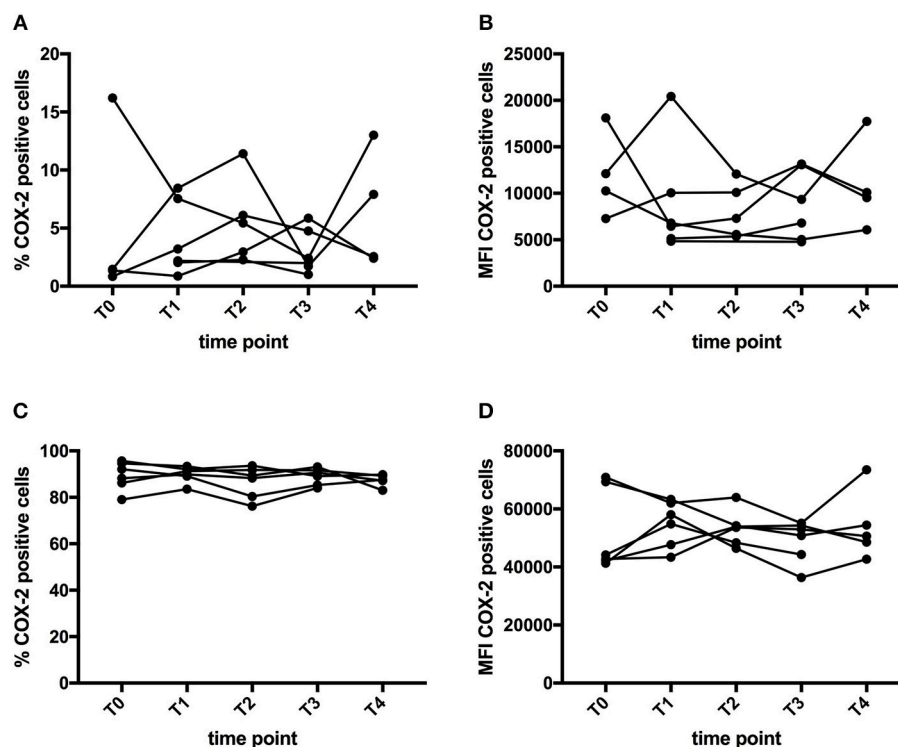 A
% COX-2 positive cells
20
15
10
5
0
T0 T1 T2 T3 T4
time point
B
MFI COX-2 positive cells
25000
20000
15000
10000
5000
0
T0 T1 T2 T3 T4
time point
C
% COX-2 positive cells
100
80
60
40
20
0
T0 T1 T2 T3 T4
time point
D
MFI COX-2 positive cells
80000
60000
40000
20000
0
T0 T1 T2 T3 T4
time point